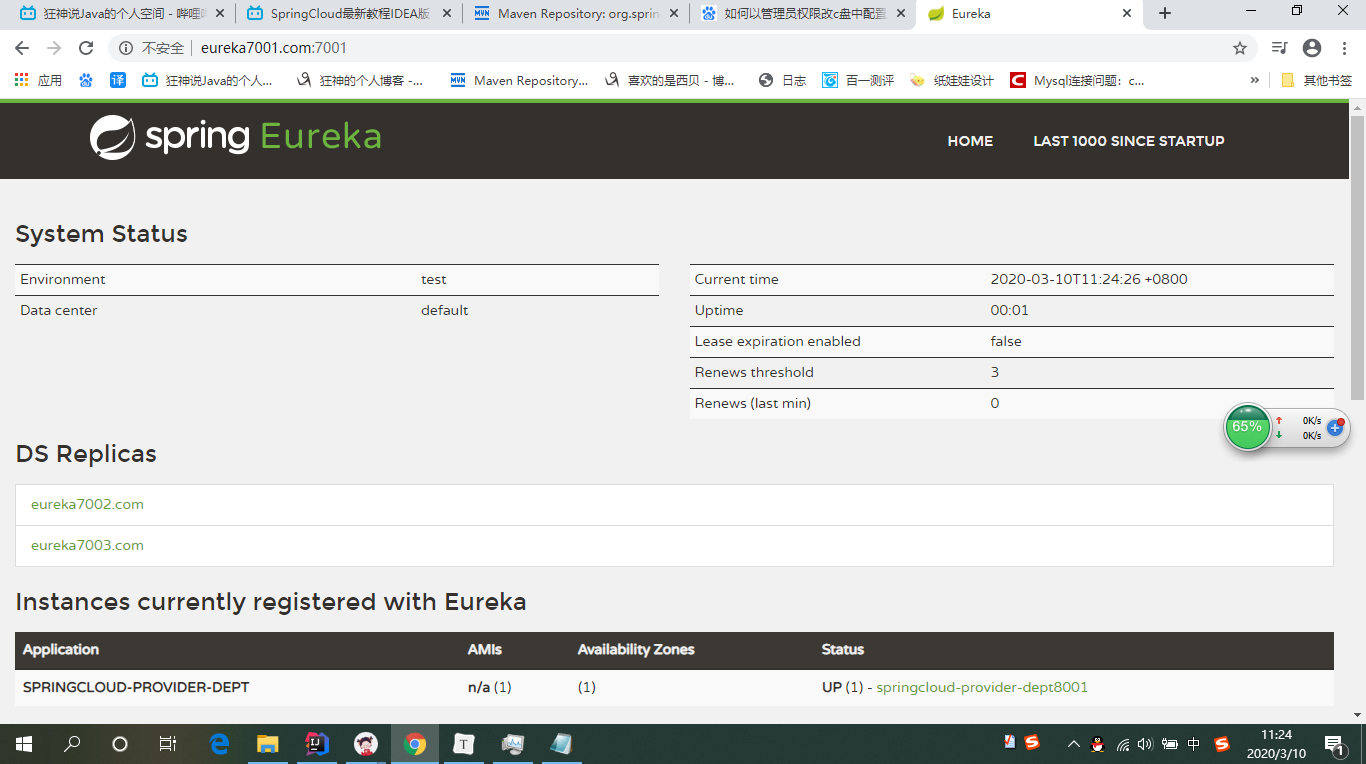 狂神说Java的个人空间 - 哔哩
SpringCloud最新教程IDEA版
MVN Maven Repository: org.sprin
如何以管理员权限改c盘中配置
Eureka
不安全 eureka7001.com:7001
应用 译 狂神说Java的个人... 狂神的个人博客 -... MVN Maven Repository... 喜欢的是西贝 - 博... 日志 百一测评 纸娃娃设计 C Mysql连接问题：c... » 其他书签
spring Eureka
HOME LAST 1000 SINCE STARTUP
System Status
Environment test
Data center default
Current time 2020-03-10T11:24:26 +0800
Uptime 00:01
Lease expiration enabled false
Renews threshold 3
Renews (last min) 0
65% 0K/s
0K/s
DS Replicas
eureka7002.com
eureka7003.com
Instances currently registered with Eureka
Application AMIs Availability Zones Status
SPRINGCLOUD-PROVIDER-DEPT n/a (1) (1) UP (1) - springcloud-provider-dept8001
中 11:24
2020/3/10
1